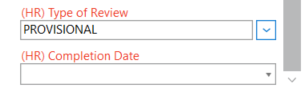 (HR) Type of Review
PROVISIONAL
(HR) Completion Date